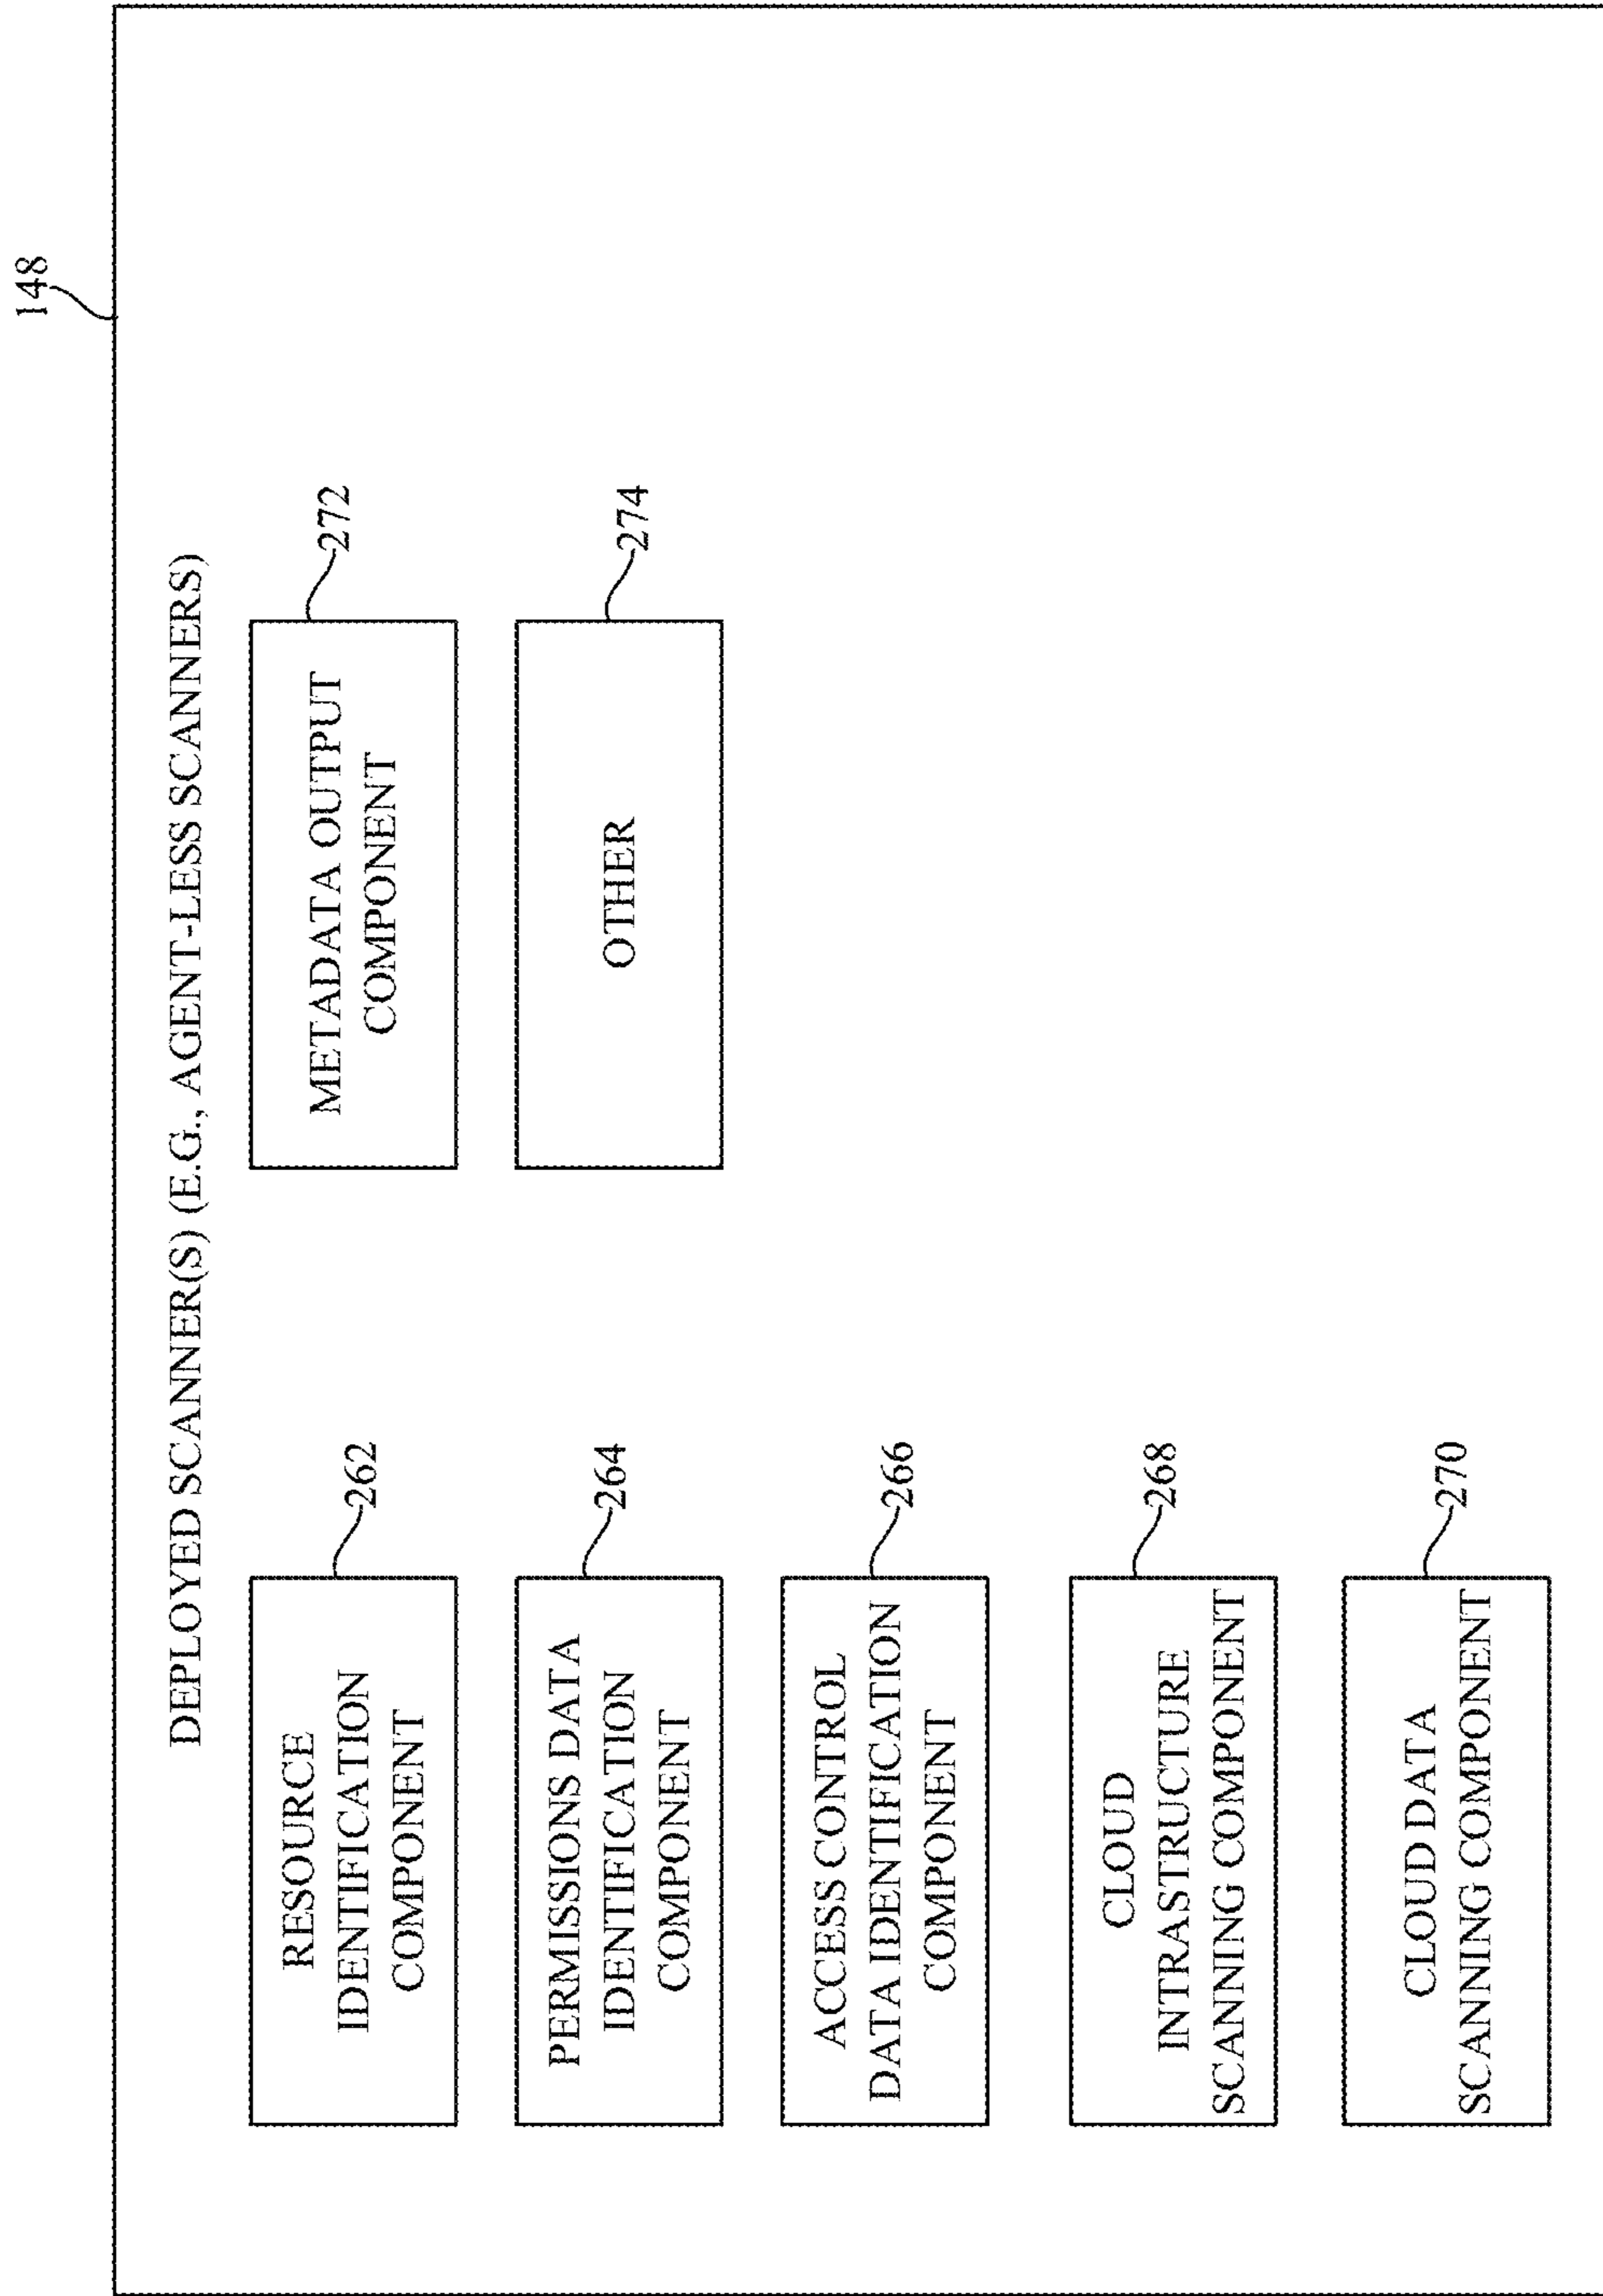 148
DEPLOYED SCANNER(S) (E.G., AGENT-LESS SCANNERS)
RESOURCE
IDENTIFICATION
COMPONENT
262
PERMISSIONS DATA
IDENTIFICATION
COMPONENT
264
ACCESS CONTROL
DATA IDENTIFICATION
COMPONENT
266
CLOUD
INTRASTRUCTURE
SCANNING COMPONENT
268
CLOUD DATA
SCANNING COMPONENT
270
METADATA OUTPUT
COMPONENT
272
OTHER
274